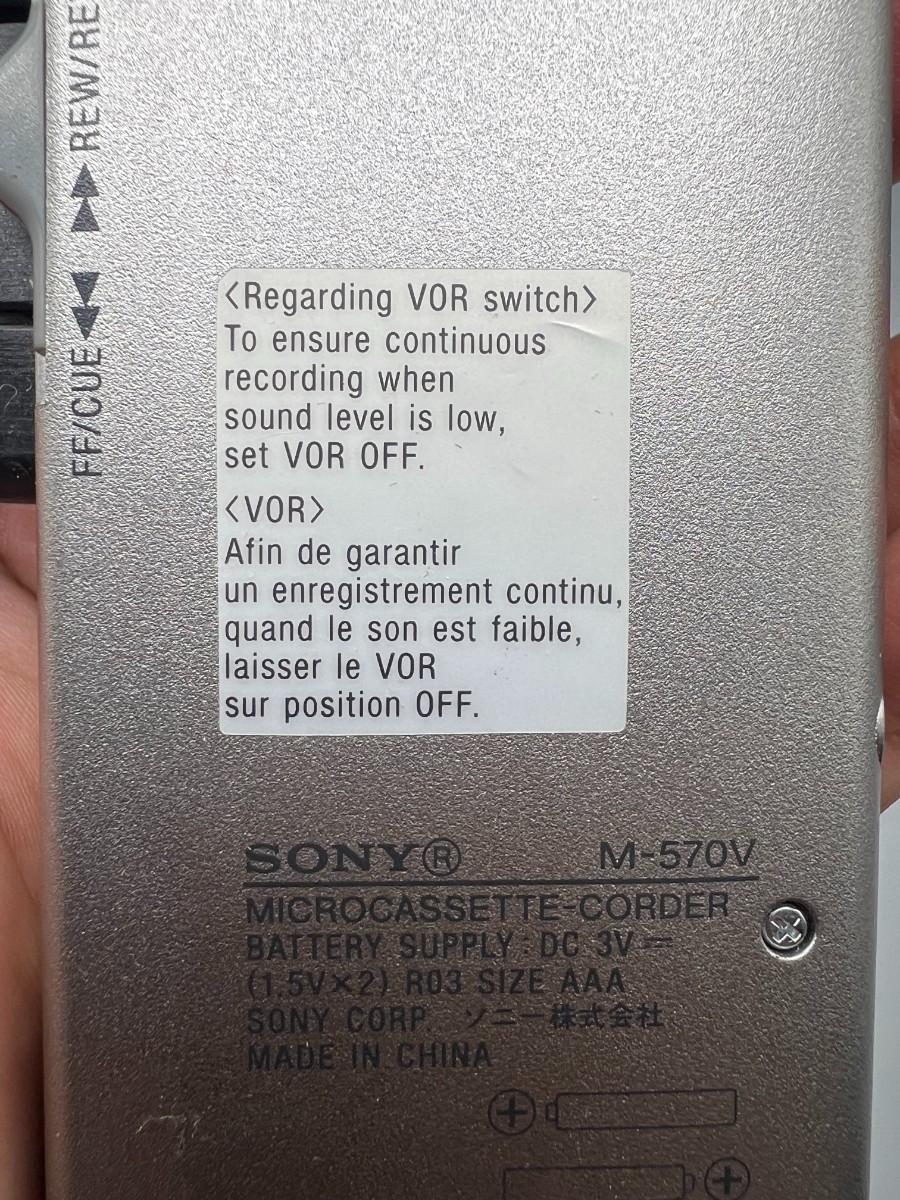 REW/RE
FF/CUE
<Regarding VOR switch>
To ensure continuous
recording when
sound level is low,
set VOR OFF.
<VOR>
Afin de garantir
un enregistrement continu,
quand le son est faible,
laisser le VOR
sur position OFF.
SONY® M-570V
MICROCASSETTE-CORDER
BATTERY SUPPLY : DC 3V ⎓
(1.5V×2) R03 SIZE AAA
SONY CORP. ソニー株式会社
MADE IN CHINA